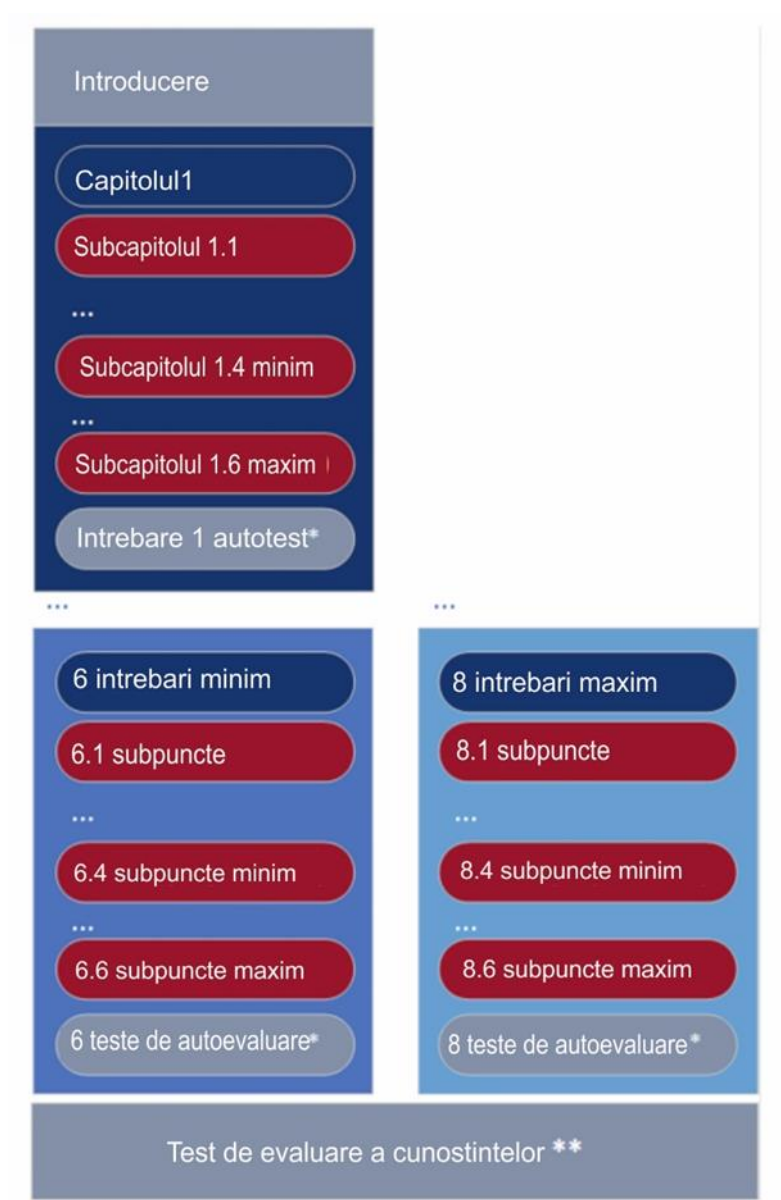 Introducere
Capitolul1
Subcapitolul 1.1
...
Subcapitolul 1.4 minim
...
Subcapitolul 1.6 maxim
Intrebare 1 autotest*
...
6 intrebari minim
6.1 subpuncte
...
6.4 subpuncte minim
...
6.6 subpuncte maxim
6 teste de autoevaluare*
...
8 intrebari maxim
8.1 subpuncte
...
8.4 subpuncte minim
...
8.6 subpuncte maxim
8 teste de autoevaluare*
Test de evaluare a cunostintelor **